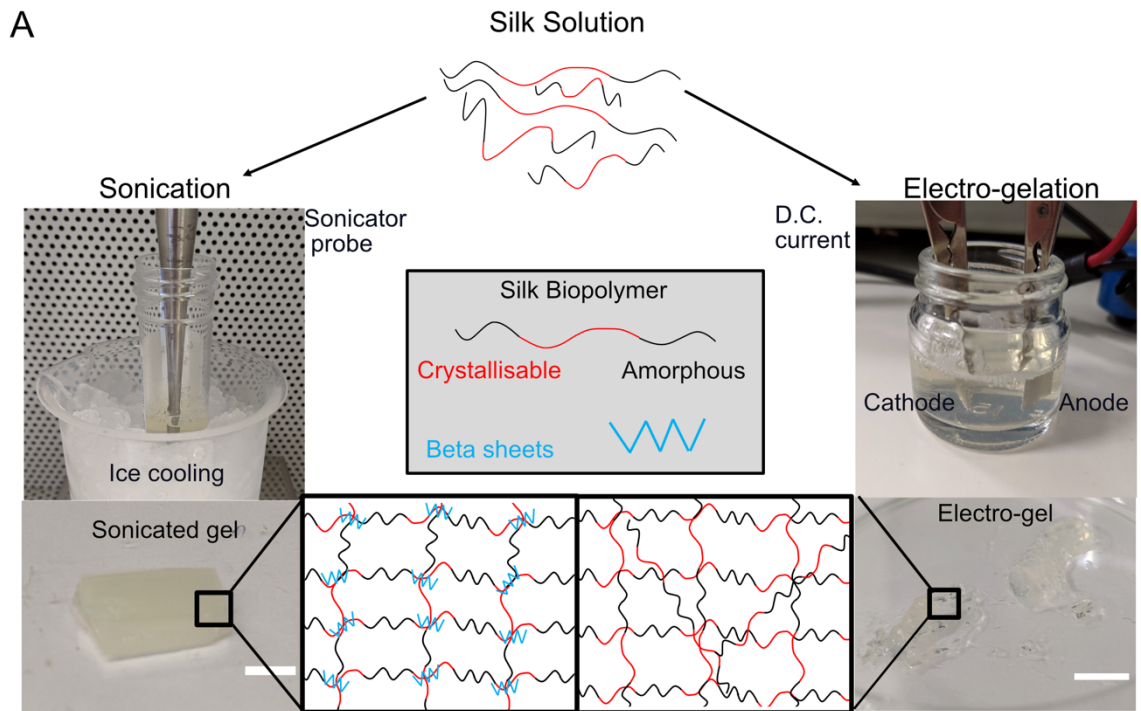 A
Silk Solution
Sonication
Electro-gelation
Sonicator
probe
D.C.
current
Silk Biopolymer
Crystallisable
Amorphous
Beta sheets
Cathode
Anode
Ice cooling
Sonicated gel
Electro-gel